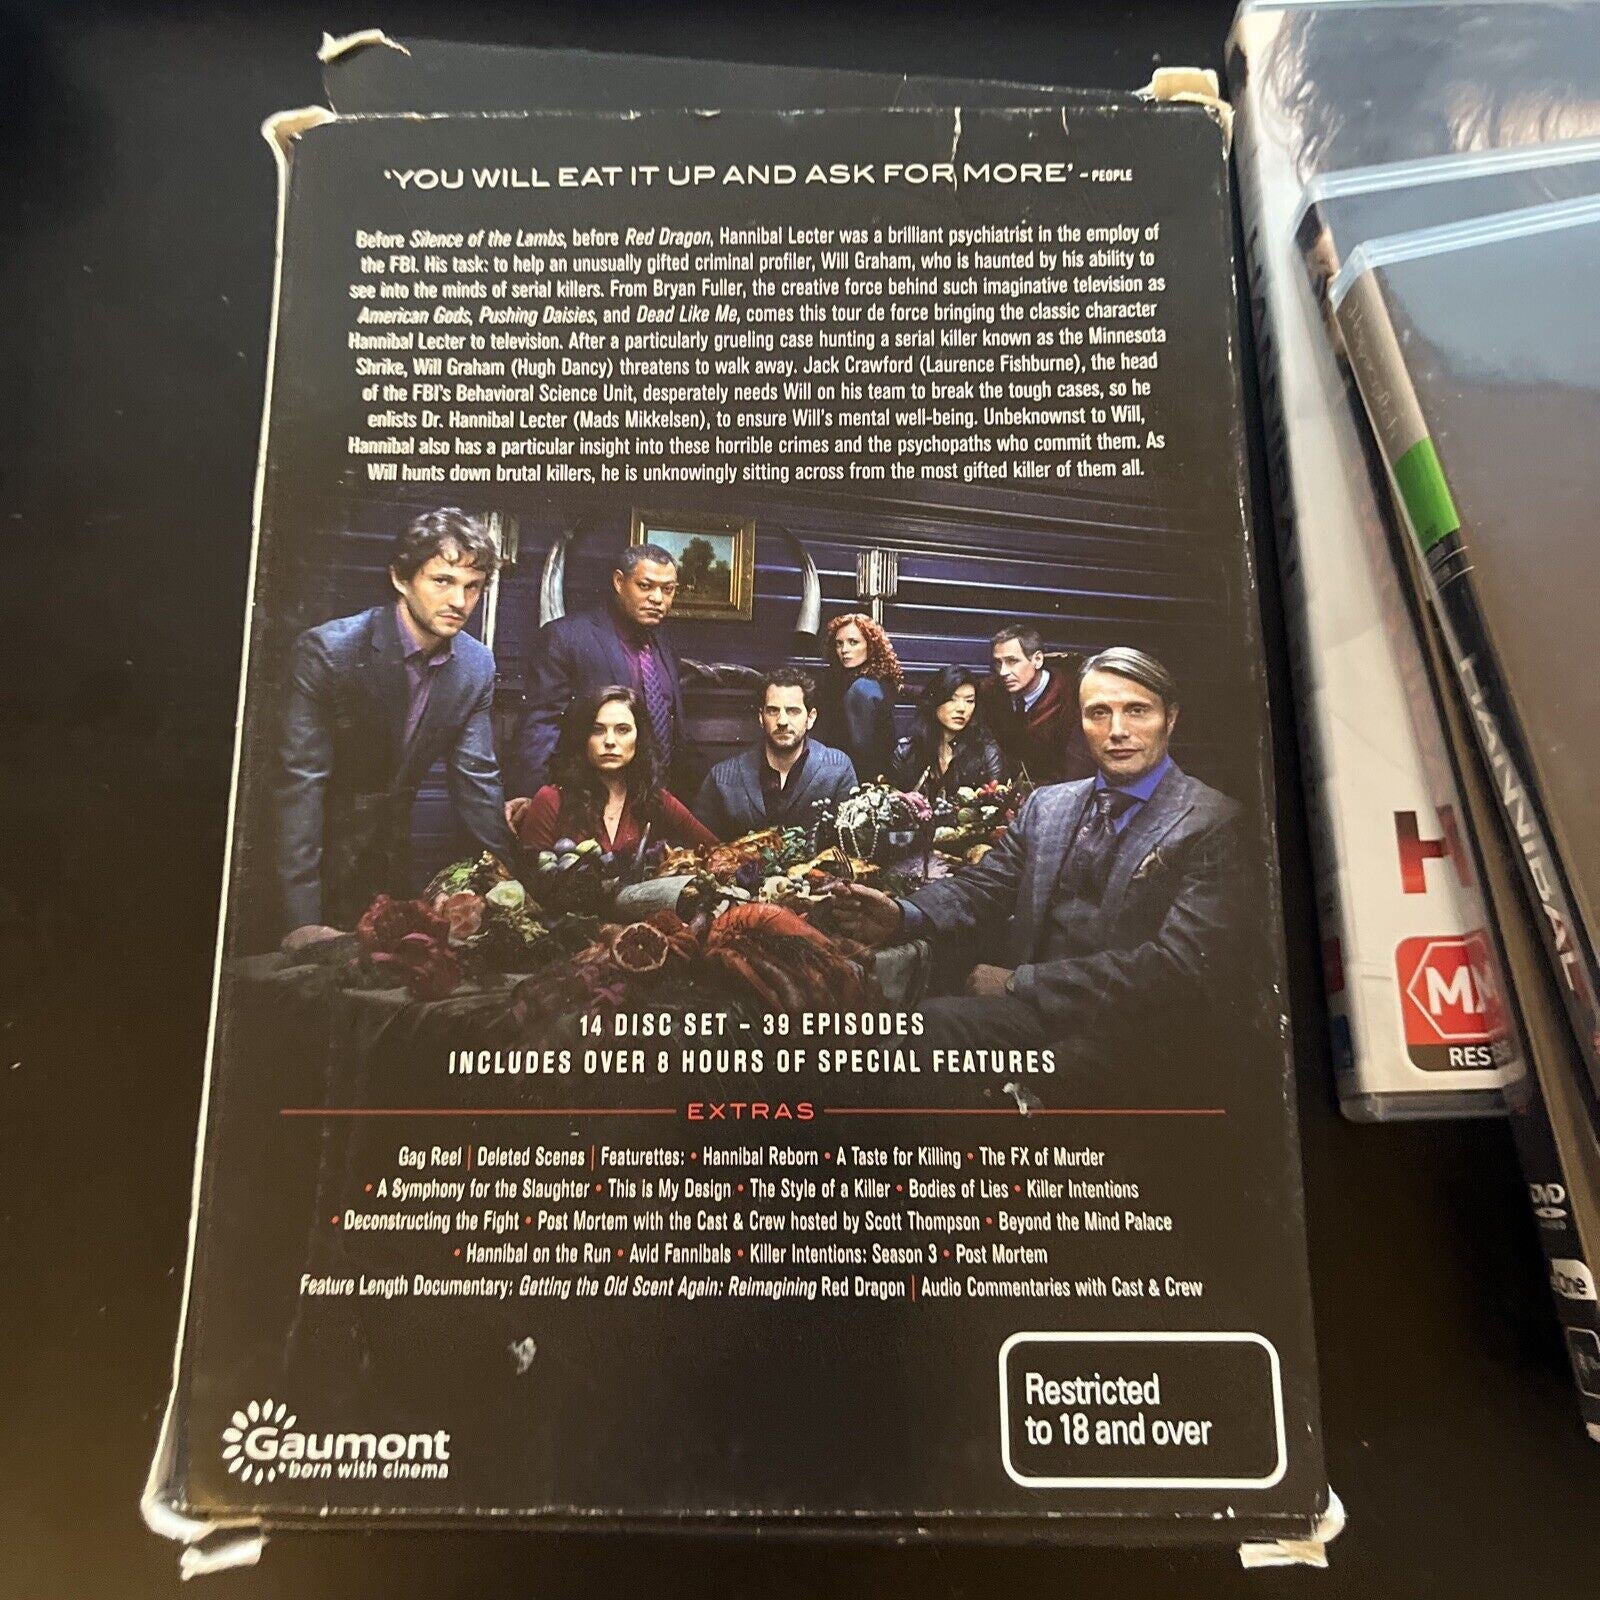 'YOU WILL EAT IT UP AND ASK FOR MORE' - PEOPLE
Before Silence of the Lambs, before Red Dragon, Hannibal Lecter was a brilliant psychiatrist in the employ of
the FBI. His task: to help an unusually gifted criminal profiler, Will Graham, who is haunted by his ability to
see into the minds of serial killers. From Bryan Fuller, the creative force behind such imaginative television as
American Gods, Pushing Daisies, and Dead Like Me, comes this tour de force bringing the classic character
Hannibal Lecter to television. After a particularly grueling case hunting a serial killer known as the Minnesota
Shrike, Will Graham (Hugh Dancy) threatens to walk away. Jack Crawford (Laurence Fishburne), the head
of the FBI's Behavioral Science Unit, desperately needs Will on his team to break the tough cases, so he
enlists Dr. Hannibal Lecter (Mads Mikkelsen), to ensure Will's mental well-being. Unbeknownst to Will,
Hannibal also has a particular insight into these horrible crimes and the psychopaths who commit them. As
Will hunts down brutal killers, he is unknowingly sitting across from the most gifted killer of them all.
14 DISC SET - 39 EPISODES
INCLUDES OVER 8 HOURS OF SPECIAL FEATURES
EXTRAS
Gag Reel | Deleted Scenes | Featurettes: • Hannibal Reborn • A Taste for Killing • The FX of Murder
• A Symphony for the Slaughter • This is My Design • The Style of a Killer • Bodies of Lies • Killer Intentions
• Deconstructing the Fight • Post Mortem with the Cast & Crew hosted by Scott Thompson • Beyond the Mind Palace
• Hannibal on the Run • Avid Fannibals • Killer Intentions: Season 3 • Post Mortem
Feature Length Documentary: Getting the Old Scent Again: Reimagining Red Dragon | Audio Commentaries with Cast & Crew
Gaumont
born with cinema
Restricted
to 18 and over
HANNIBAL
H
M
RES
DVD
One